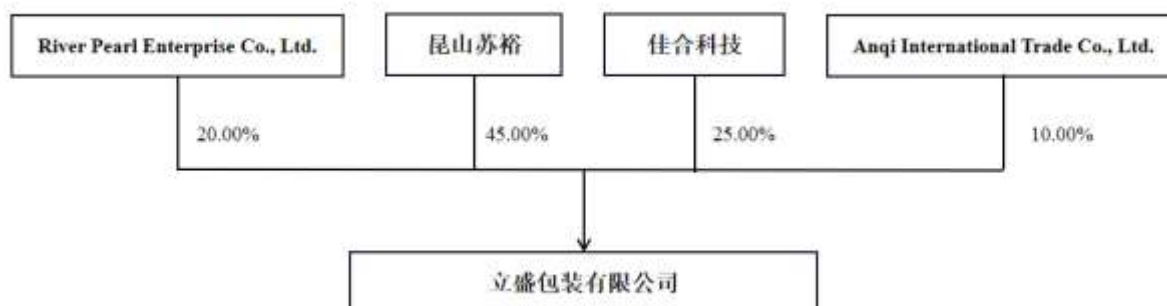 River Pearl Enterprise Co., Ltd.
昆山苏裕
佳合科技
Anqi International Trade Co., Ltd.
20.00%
45.00%
25.00%
10.00%
立盛包装有限公司